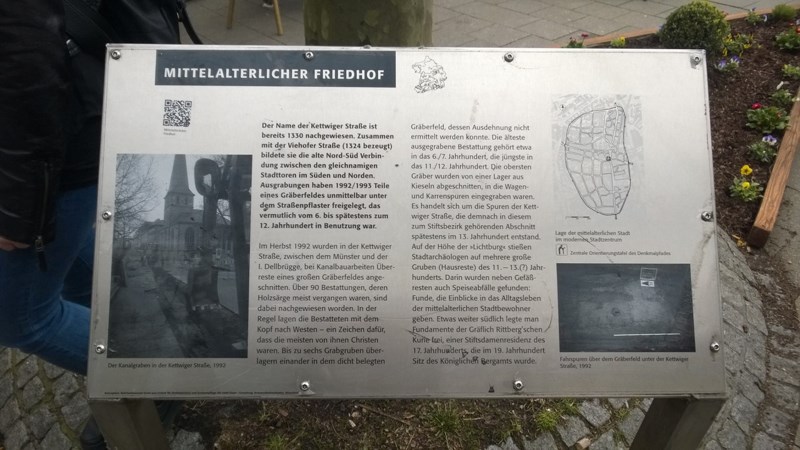 MITTELALTERLICHER FRIEDHOF
Der Name der Kettwiger Straße ist
bereits 1330 nachgewiesen. Zusammen
mit der Viehofer Straße (1324 bezeugt)
bildete sie die alte Nord-Süd Verbin-
dung zwischen den gleichnamigen
Stadttoren im Süden und Norden.
Ausgrabungen haben 1992/1993 Teile
eines Gräberfeldes unmittelbar unter
dem Straßenpflaster freigelegt, das
vermutlich vom 6. bis spätestens zum
12. Jahrhundert in Benutzung war.
Im Herbst 1992 wurden in der Kettwiger
Straße, zwischen dem Münster und der
I. Dellbrügge, bei Kanalbauarbeiten Über-
reste eines großen Gräberfeldes ange-
schnitten. Über 90 Bestattungen, deren
Holzsärge meist vergangen waren, sind
dabei nachgewiesen worden. In der
Regel lagen die Bestatteten mit dem
Kopf nach Westen – ein Zeichen dafür,
dass die meisten von ihnen Christen
waren. Bis zu sechs Grabgruben über-
lagern einander in dem dicht belegten
Gräberfeld, dessen Ausdehnung nicht
ermittelt werden konnte. Die älteste
ausgegrabene Bestattung gehört etwa
in das 6./7. Jahrhundert, die jüngste in
das 11./12. Jahrhundert. Die obersten
Gräber wurden von einer Lager aus
Kieseln abgeschnitten, in die Wagen-
und Karrenspuren eingegraben waren.
Es handelt sich um die Spuren der Kett-
wiger Straße, die demnach in diesem
zum Stiftsbezirk gehörenden Abschnitt
spätestens im 13. Jahrhundert entstand.
Auf der Höhe der »Lichtburg« stießen
Stadtarchäologen auf mehrere große
Gruben (Hausreste) des 11. – 13.(?) Jahr-
hunderts. Darin wurden neben Gefäß-
resten auch Speiseabfälle gefunden:
Funde, die Einblicke in das Alltagsleben
der mittelalterlichen Stadtbewohner
geben. Etwas weiter südlich legte man
Fundamente der Gräflich Rittberg'schen
Kurie frei, einer Stiftsdamenresidenz des
17. Jahrhunderts, die im 19. Jahrhundert
Sitz des Königlichen Bergamts wurde.
Der Kanalgraben in der Kettwiger Straße, 1992
Lage der mittelalterlichen Stadt
im modernen Stadtzentrum
Zentrale Orientierungstafel des Denkmalpfades
Fahrspuren über dem Gräberfeld unter der Kettwiger
Straße, 1992